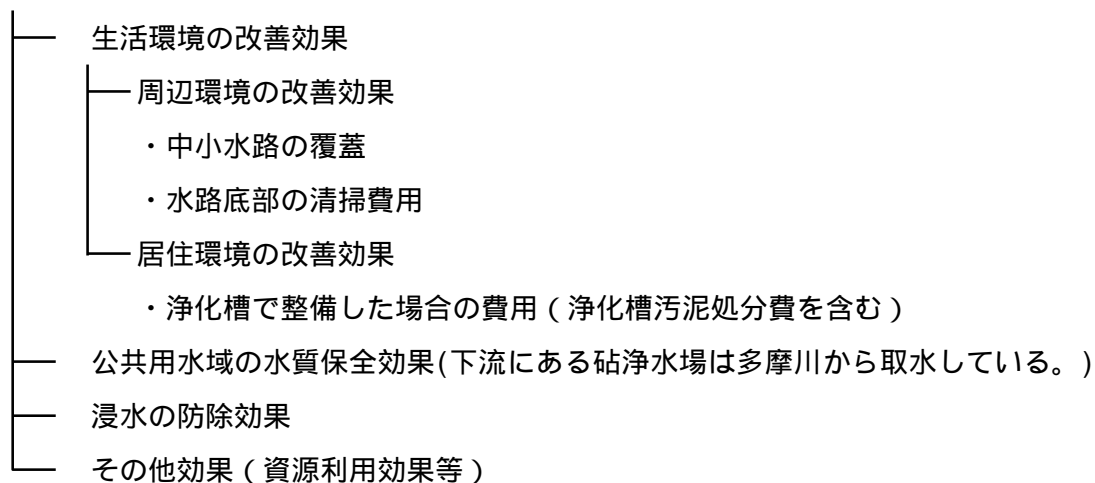 生活環境の改善効果
周辺環境の改善効果
・中小水路の覆蓋
・水路底部の清掃費用
居住環境の改善効果
・浄化槽で整備した場合の費用（浄化槽汚泥処分費を含む）
公共用水域の水質保全効果(下流にある砧浄水場は多摩川から取水している。)
浸水の防除効果
その他効果（資源利用効果等）